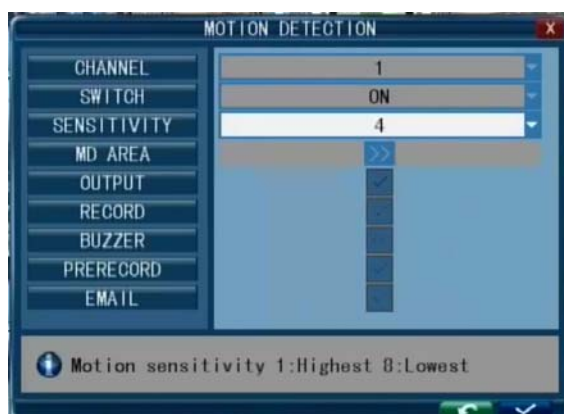 MOTION DETECTION X
CHANNEL 1
SWITCH ON
SENSITIVITY 4
MD AREA >>
OUTPUT
RECORD
BUZZER
PRERECORD
EMAIL
Motion sensitivity 1:Highest 8:Lowest